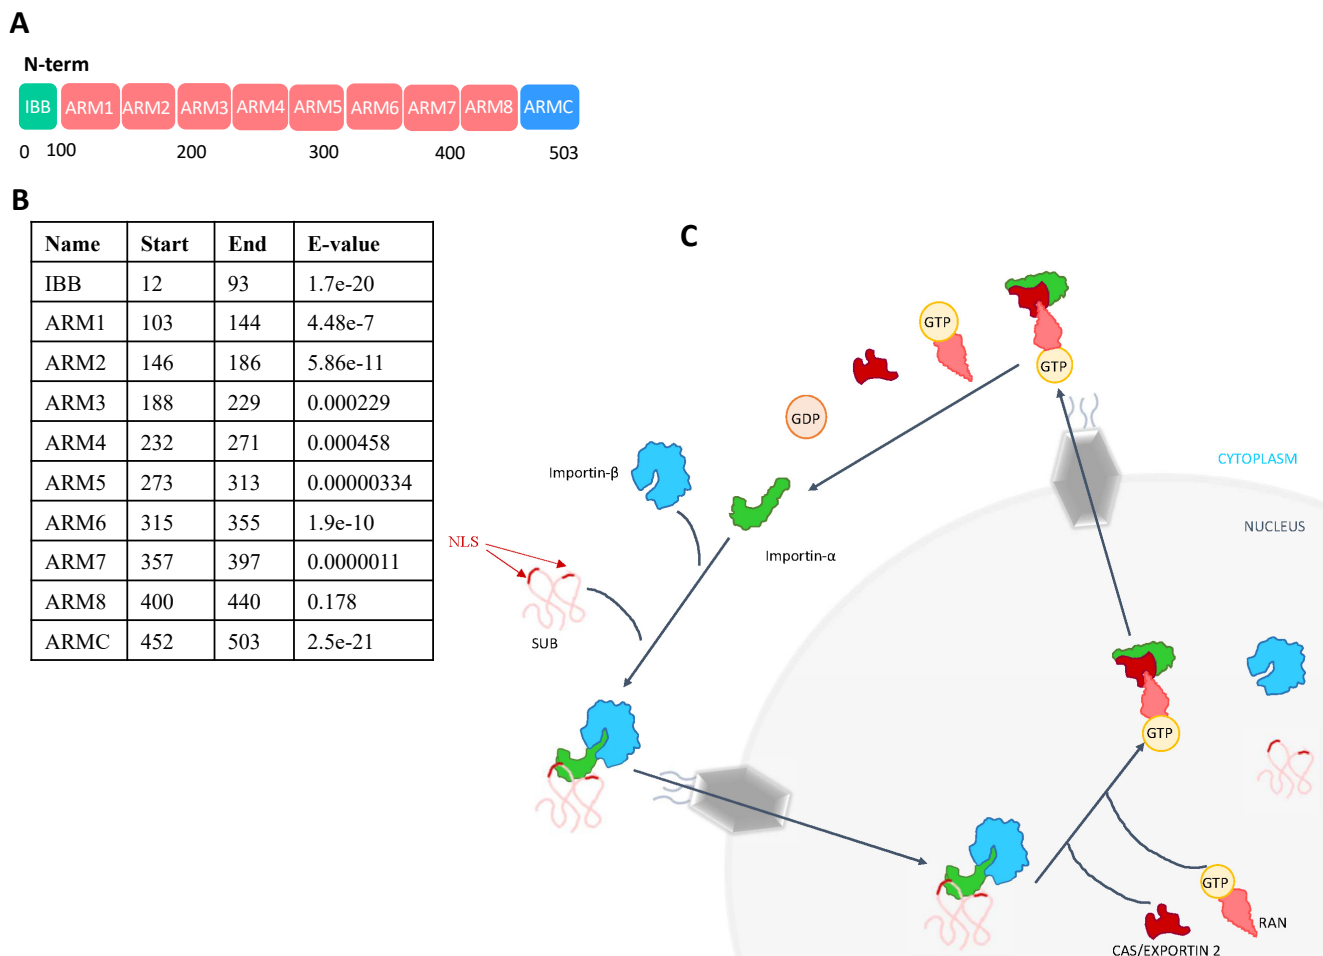 A
N-term
IBB ARM1 ARM2 ARM3 ARM4 ARM5 ARM6 ARM7 ARM8 ARMC
0 100 200 300 400 503
B
Name Start End E-value
IBB 12 93 1.7e-20
ARM1 103 144 4.48e-7
ARM2 146 186 5.86e-11
ARM3 188 229 0.000229
ARM4 232 271 0.000458
ARM5 273 313 0.00000334
ARM6 315 355 1.9e-10
ARM7 357 397 0.0000011
ARM8 400 440 0.178
ARMC 452 503 2.5e-21
C
GTP
GTP
GDP
Importin-β
CYTOPLASM
NUCLEUS
NLS
Importin-α
SUB
GTP
GTP
RAN
CAS/EXPORTIN 2